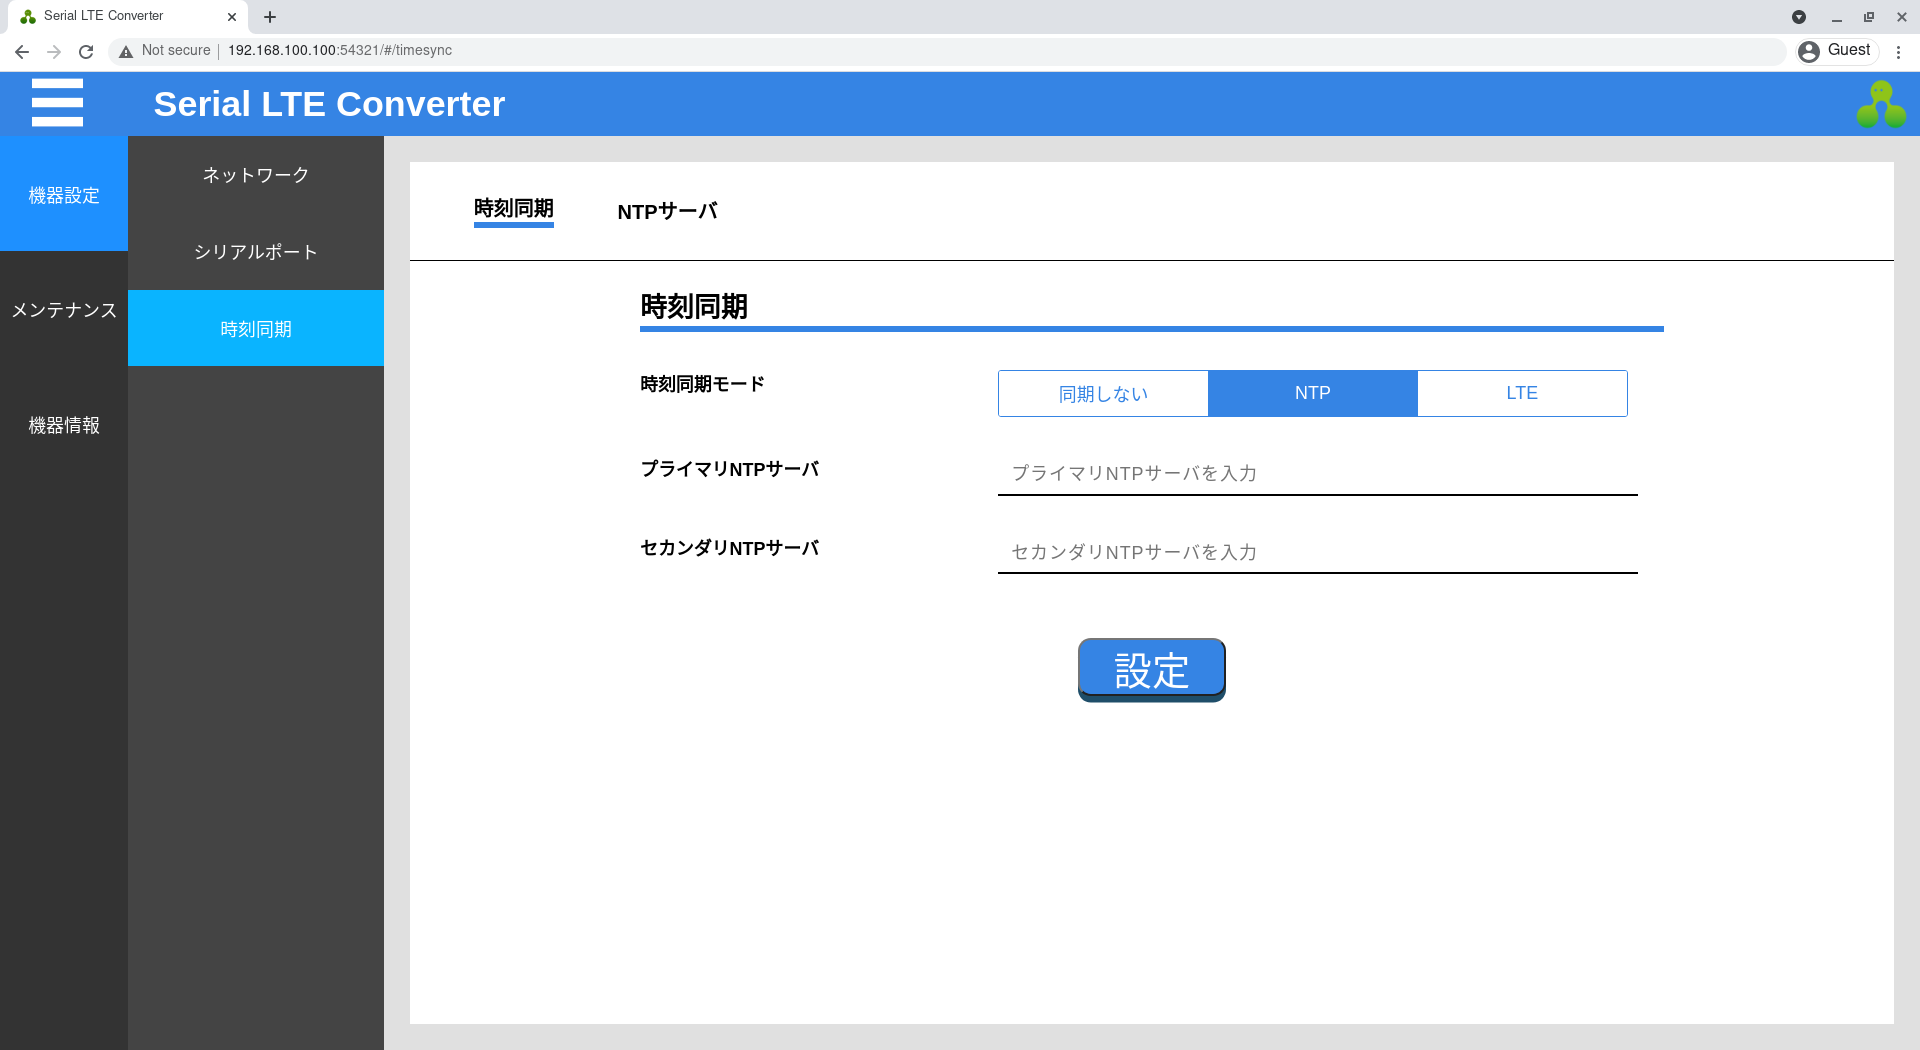 Serial LTE Converter
Not secure
192.168.100.100:54321/#/timesync
Guest
Serial LTE Converter
機器設定
メンテナンス
機器情報
ネットワーク
シリアルポート
時刻同期
時刻同期
NTPサーバ
時刻同期
時刻同期モード
同期しない
NTP
LTE
プライマリNTPサーバ
プライマリNTPサーバを入力
セカンダリNTPサーバ
セカンダリNTPサーバを入力
設定